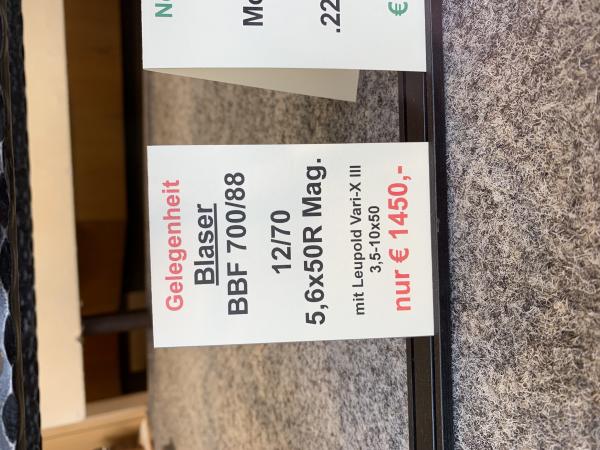 Gelegenheit
Blaser
BBF 700/88
12/70
5,6x50R Mag.
mit Leupold Vari-X III
3,5-10x50
nur € 1450,-
.22
€